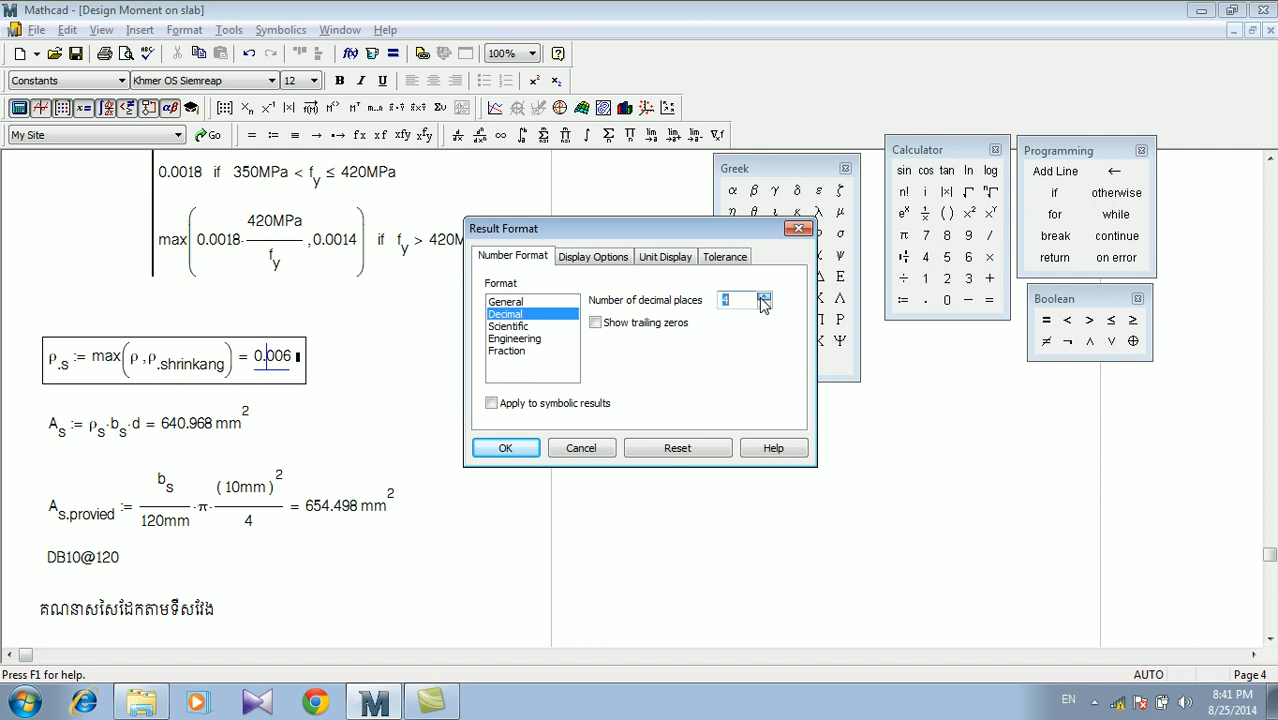 Mathcad - [Design Moment on slab]
File Edit View Insert Format Tools Symbolics Window Help
100%
Constants Khmer OS Siemreap 12 B I U
My Site Go
0.0018 if 350MPa < fy ≤ 420MPa
max(0.0018·420MPa/fy , 0.0014) if fy > 420M
ρ.s := max(ρ , ρ.shrinkang) = 0.006
As := ρs·bs·d = 640.968 mm²
As.provied := bs/120mm·π·(10mm)²/4 = 654.498 mm²
DB10@120
គណនាសសៃដែកតាមទឹសវែង
Greek
α β γ δ ε ζ
η θ ι κ λ μ
Result Format
Number Format Display Options Unit Display Tolerance
Format
General
Decimal
Scientific
Engineering
Fraction
Number of decimal places 4
Show trailing zeros
Apply to symbolic results
OK Cancel Reset Help
Calculator
sin cos tan ln log
n! i |x| √ ⁿ√
eˣ 1/x ( ) x² xʸ
π 7 8 9 /
4 5 6 ×
÷ 1 2 3 +
:= . 0 − =
Programming
Add Line ←
if otherwise
for while
break continue
return on error
Boolean
= < > ≤ ≥
≠ ¬ ∧ ∨ ⊕
Press F1 for help. AUTO Page 4
EN 8:41 PM
8/25/2014